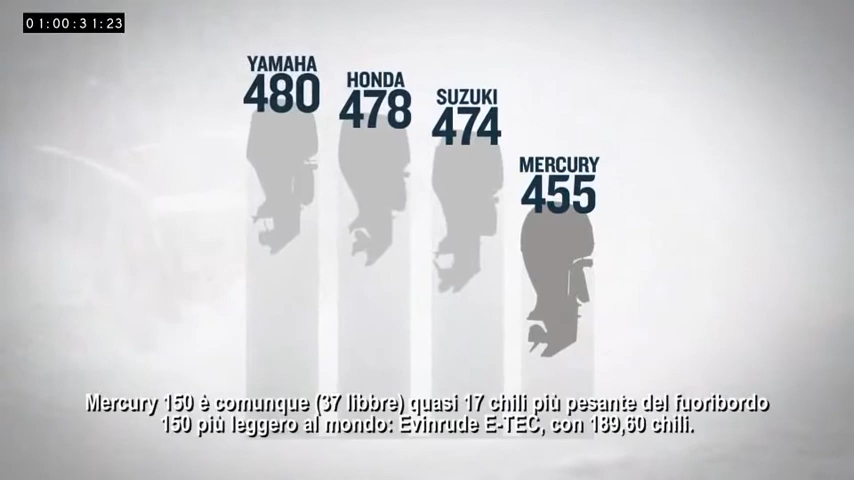 01:00:31:23
YAMAHA
480
HONDA
478
SUZUKI
474
MERCURY
455
Mercury 150 è comunque (37 libbre) quasi 17 chili più pesante del fuoribordo
150 più leggero al mondo: Evinrude E-TEC, con 189,60 chili.